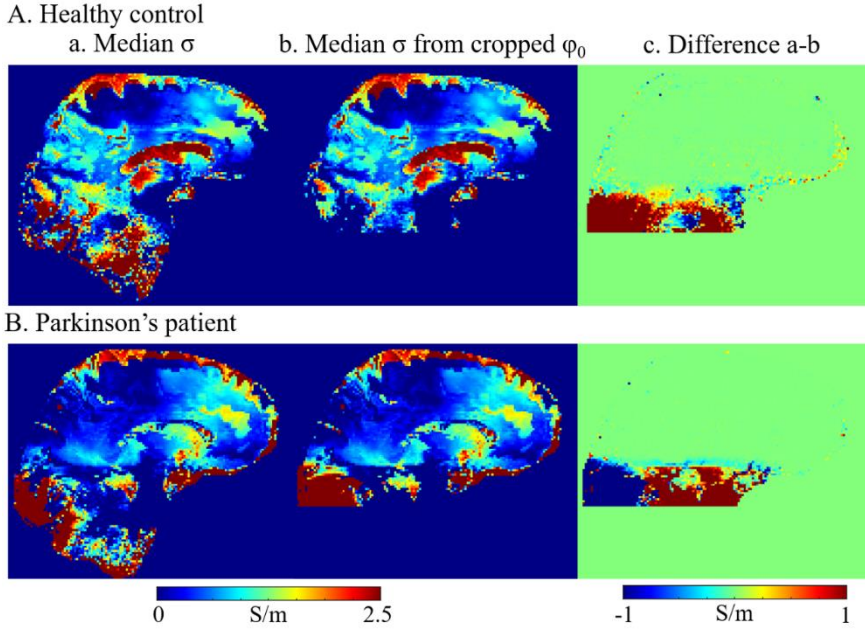 A. Healthy control
a. Median σ
b. Median σ from cropped φ₀
c. Difference a-b
B. Parkinson’s patient
0 S/m 2.5
-1 S/m 1